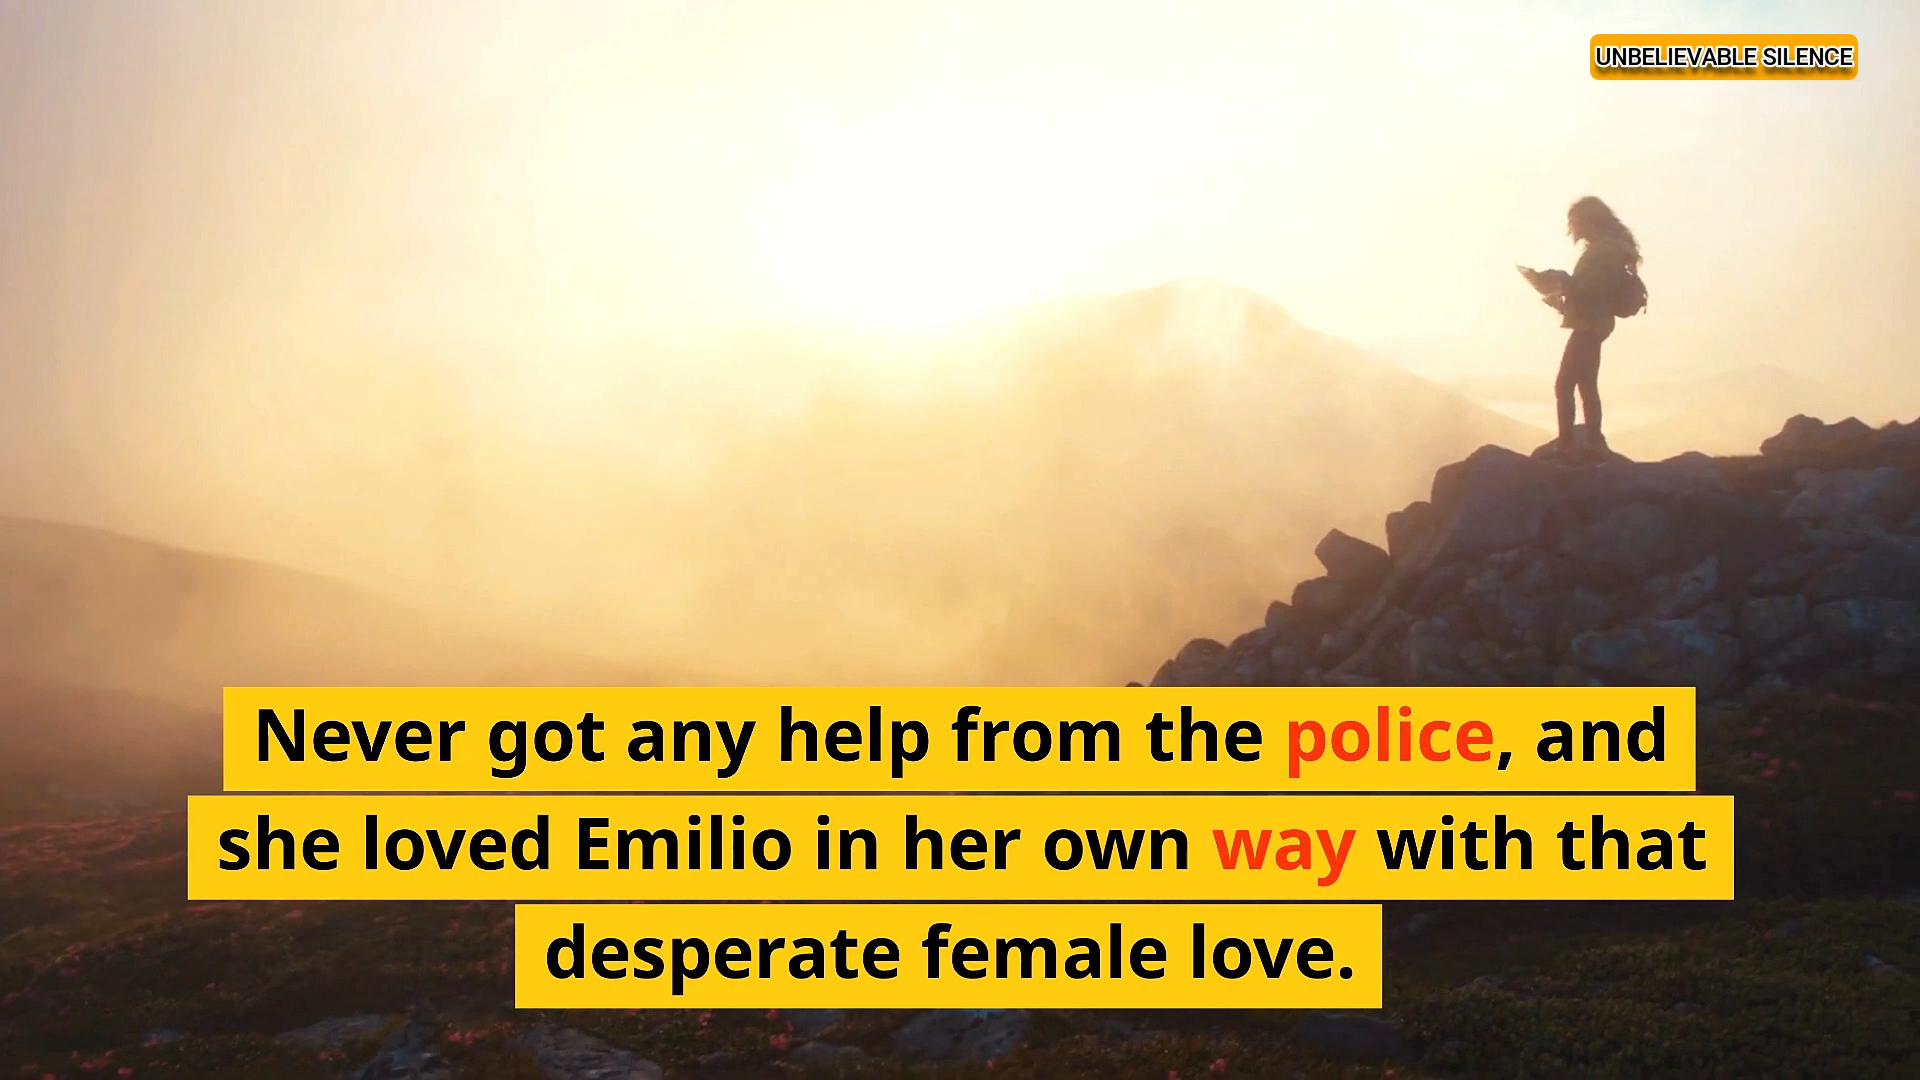 UNBELIEVABLE SILENCE
Never got any help from the police, and
she loved Emilio in her own way with that
desperate female love.